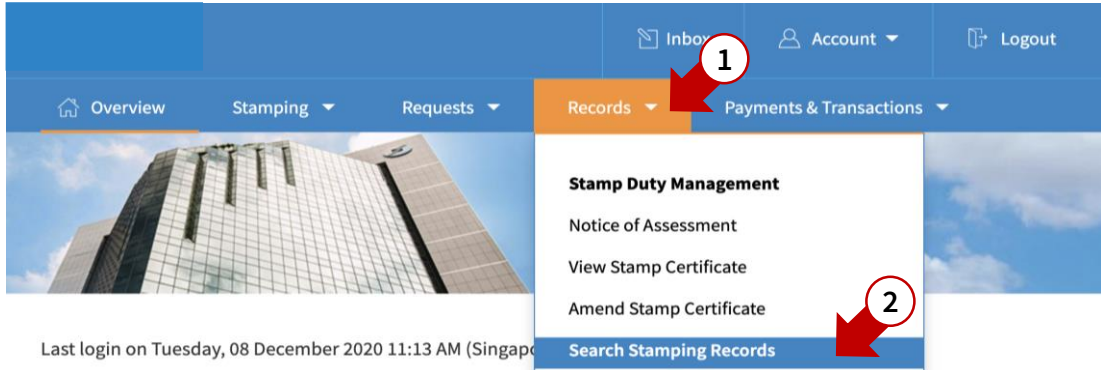 Inbox Account Logout
1
Overview Stamping Requests Records Payments & Transactions
Stamp Duty Management
Notice of Assessment
View Stamp Certificate
Amend Stamp Certificate
2
Last login on Tuesday, 08 December 2020 11:13 AM (Singapo
Search Stamping Records